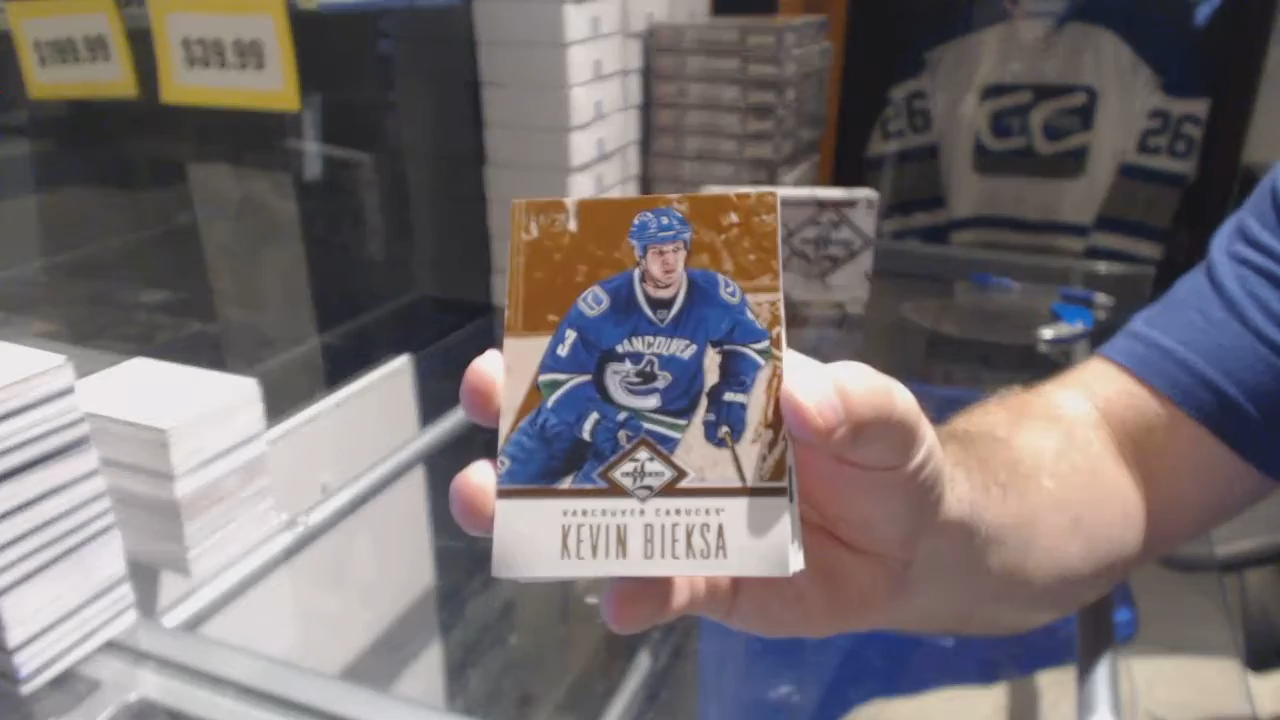 $199.99
$39.99
26
26
3
VANCOUVER
VANCOUVER CANUCKS
KEVIN BIEKSA